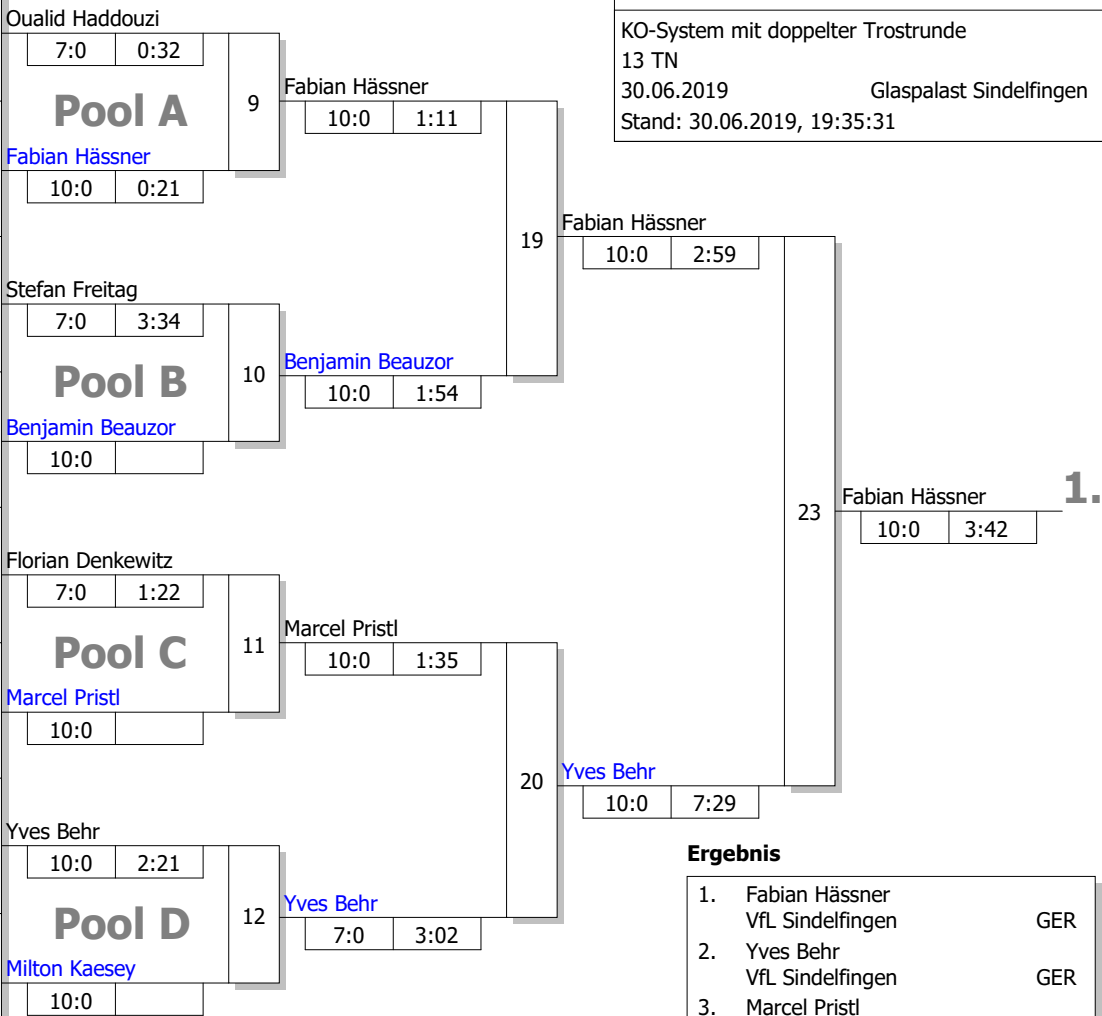 KO-System mit doppelter Trostrunde
13 TN
30.06.2019 Glaspalast Sindelfingen
Stand: 30.06.2019, 19:35:31
Oualid Haddouzi
7:0 0:32
Pool A
9
Fabian Hässner
10:0 0:21
Fabian Hässner
10:0 1:11
Stefan Freitag
7:0 3:34
Pool B
10
Benjamin Beauzor
10:0
Benjamin Beauzor
10:0 1:54
19
Fabian Hässner
10:0 2:59
Florian Denkewitz
7:0 1:22
Pool C
11
Marcel Pristl
10:0
Marcel Pristl
10:0 1:35
Yves Behr
10:0 2:21
Pool D
12
Milton Kaesey
10:0
Yves Behr
7:0 3:02
20
Yves Behr
10:0 7:29
23
Fabian Hässner
10:0 3:42
1.
Ergebnis
1. Fabian Hässner
VfL Sindelfingen GER
2. Yves Behr
VfL Sindelfingen GER
3. Marcel Pristl